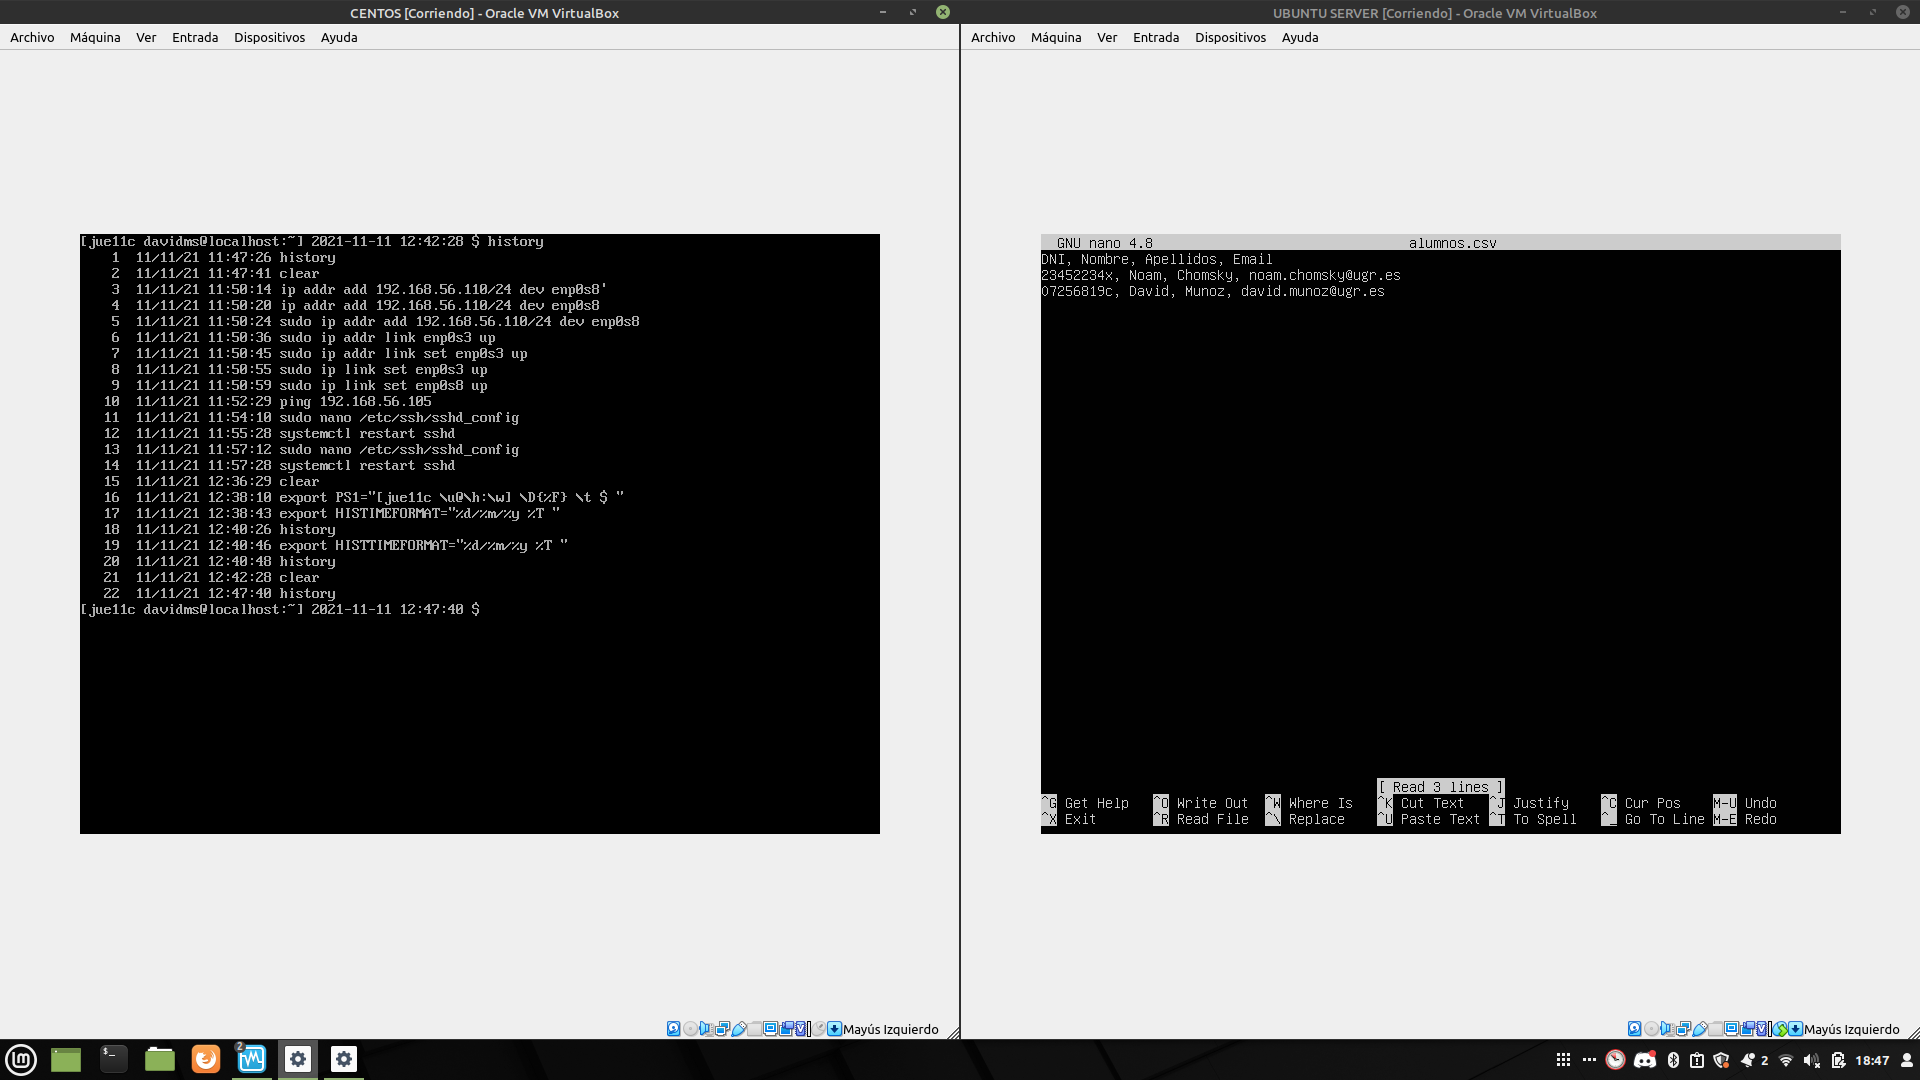 CENTOS [Corriendo] - Oracle VM VirtualBox
Archivo Máquina Ver Entrada Dispositivos Ayuda
[jue11c davidms@localhost:~] 2021-11-11 12:42:28 $ history
1 11/11/21 11:47:26 history
2 11/11/21 11:47:41 clear
3 11/11/21 11:50:14 ip addr add 192.168.56.110/24 dev enp0s8'
4 11/11/21 11:50:20 ip addr add 192.168.56.110/24 dev enp0s8
5 11/11/21 11:50:24 sudo ip addr add 192.168.56.110/24 dev enp0s8
6 11/11/21 11:50:36 sudo ip addr link enp0s3 up
7 11/11/21 11:50:45 sudo ip addr link set enp0s3 up
8 11/11/21 11:50:55 sudo ip link set enp0s3 up
9 11/11/21 11:50:59 sudo ip link set enp0s8 up
10 11/11/21 11:52:29 ping 192.168.56.105
11 11/11/21 11:54:10 sudo nano /etc/ssh/sshd_config
12 11/11/21 11:55:28 systemctl restart sshd
13 11/11/21 11:57:12 sudo nano /etc/ssh/sshd_config
14 11/11/21 11:57:28 systemctl restart sshd
15 11/11/21 12:36:29 clear
16 11/11/21 12:38:10 export PS1="[jue11c \u@\h:\w] \D{%F} \t $ "
17 11/11/21 12:38:43 export HISTIMEFORMAT="%d/%m/%y %T "
18 11/11/21 12:40:26 history
19 11/11/21 12:40:46 export HISTTIMEFORMAT="%d/%m/%y %T "
20 11/11/21 12:40:48 history
21 11/11/21 12:42:28 clear
22 11/11/21 12:47:40 history
[jue11c davidms@localhost:~] 2021-11-11 12:47:40 $
Mayús Izquierdo
UBUNTU SERVER [Corriendo] - Oracle VM VirtualBox
Archivo Máquina Ver Entrada Dispositivos Ayuda
GNU nano 4.8 alumnos.csv
DNI, Nombre, Apellidos, Email
23452234x, Noam, Chomsky, noam.chomsky@ugr.es
07256819c, David, Munoz, david.munoz@ugr.es
[ Read 3 lines ]
^G Get Help ^O Write Out ^W Where Is ^K Cut Text ^J Justify ^C Cur Pos M-U Undo
^X Exit ^R Read File ^\ Replace ^U Paste Text ^T To Spell ^_ Go To Line M-E Redo
Mayús Izquierdo
2
2 18:47